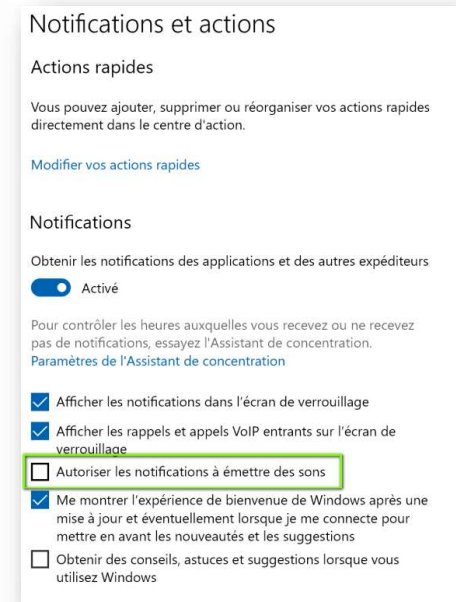 Notifications et actions
Actions rapides
Vous pouvez ajouter, supprimer ou réorganiser vos actions rapides
directement dans le centre d'action.
Modifier vos actions rapides
Notifications
Obtenir les notifications des applications et des autres expéditeurs
Activé
Pour contrôler les heures auxquelles vous recevez ou ne recevez
pas de notifications, essayez l'Assistant de concentration.
Paramètres de l'Assistant de concentration
Afficher les notifications dans l'écran de verrouillage
Afficher les rappels et appels VoIP entrants sur l'écran de
verrouillage
Autoriser les notifications à émettre des sons
Me montrer l'expérience de bienvenue de Windows après une
mise à jour et éventuellement lorsque je me connecte pour
mettre en avant les nouveautés et les suggestions
Obtenir des conseils, astuces et suggestions lorsque vous
utilisez Windows